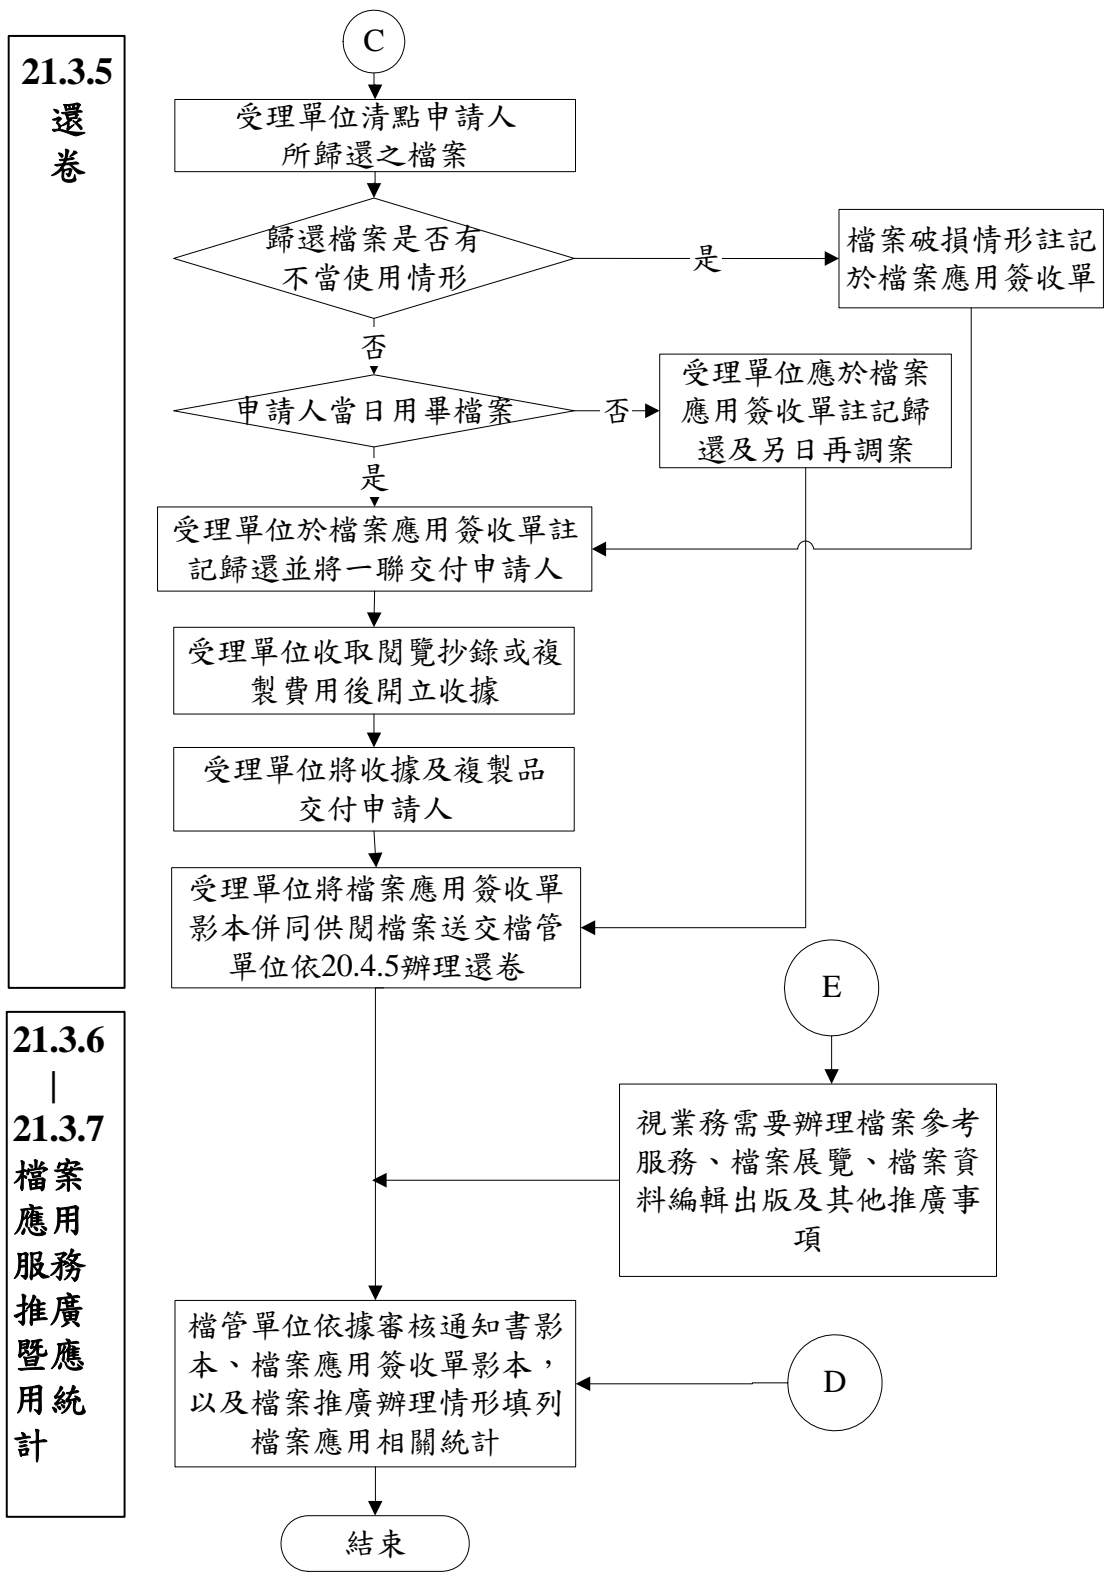 21.3.5
還
卷
C
受理單位清點申請人
所歸還之檔案
歸還檔案是否有
不當使用情形
是
檔案破損情形註記
於檔案應用簽收單
否
申請人當日用畢檔案
否
受理單位應於檔案
應用簽收單註記歸
還及另日再調案
是
受理單位於檔案應用簽收單註
記歸還並將一聯交付申請人
受理單位收取閱覽抄錄或複
製費用後開立收據
受理單位將收據及複製品
交付申請人
受理單位將檔案應用簽收單
影本併同供閱檔案送交檔管
單位依20.4.5辦理還卷
21.3.6
|
21.3.7
檔案
應用
服務
推廣
暨應
用統
計
E
視業務需要辦理檔案參考
服務、檔案展覽、檔案資
料編輯出版及其他推廣事
項
檔管單位依據審核通知書影
本、檔案應用簽收單影本，
以及檔案推廣辦理情形填列
檔案應用相關統計
D
結束